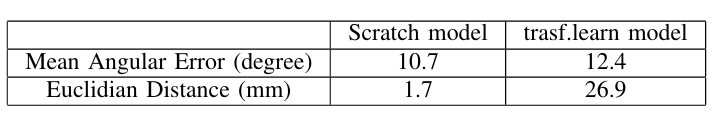 Scratch model trasf.learn model
Mean Angular Error (degree) 10.7 12.4
Euclidian Distance (mm) 1.7 26.9